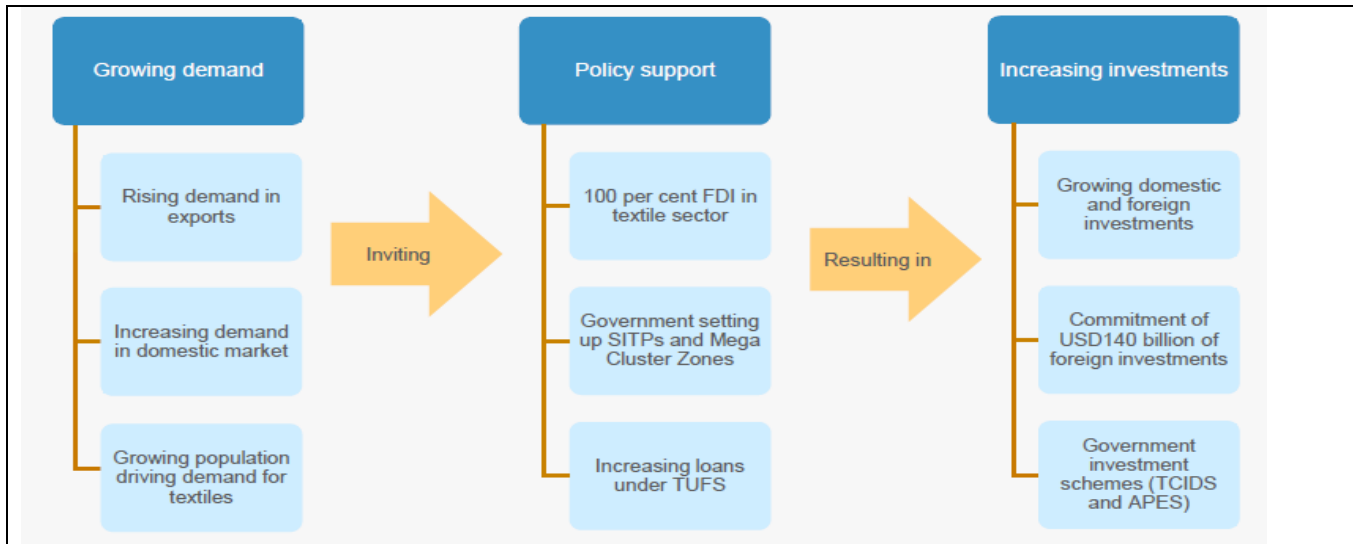 Growing demand
Rising demand in
exports
Increasing demand
in domestic market
Growing population
driving demand for
textiles
Inviting
Policy support
100 per cent FDI in
textile sector
Government setting
up SITPs and Mega
Cluster Zones
Increasing loans
under TUFS
Resulting in
Increasing investments
Growing domestic
and foreign
investments
Commitment of
USD140 billion of
foreign investments
Government
investment
schemes (TCIDS
and APES)